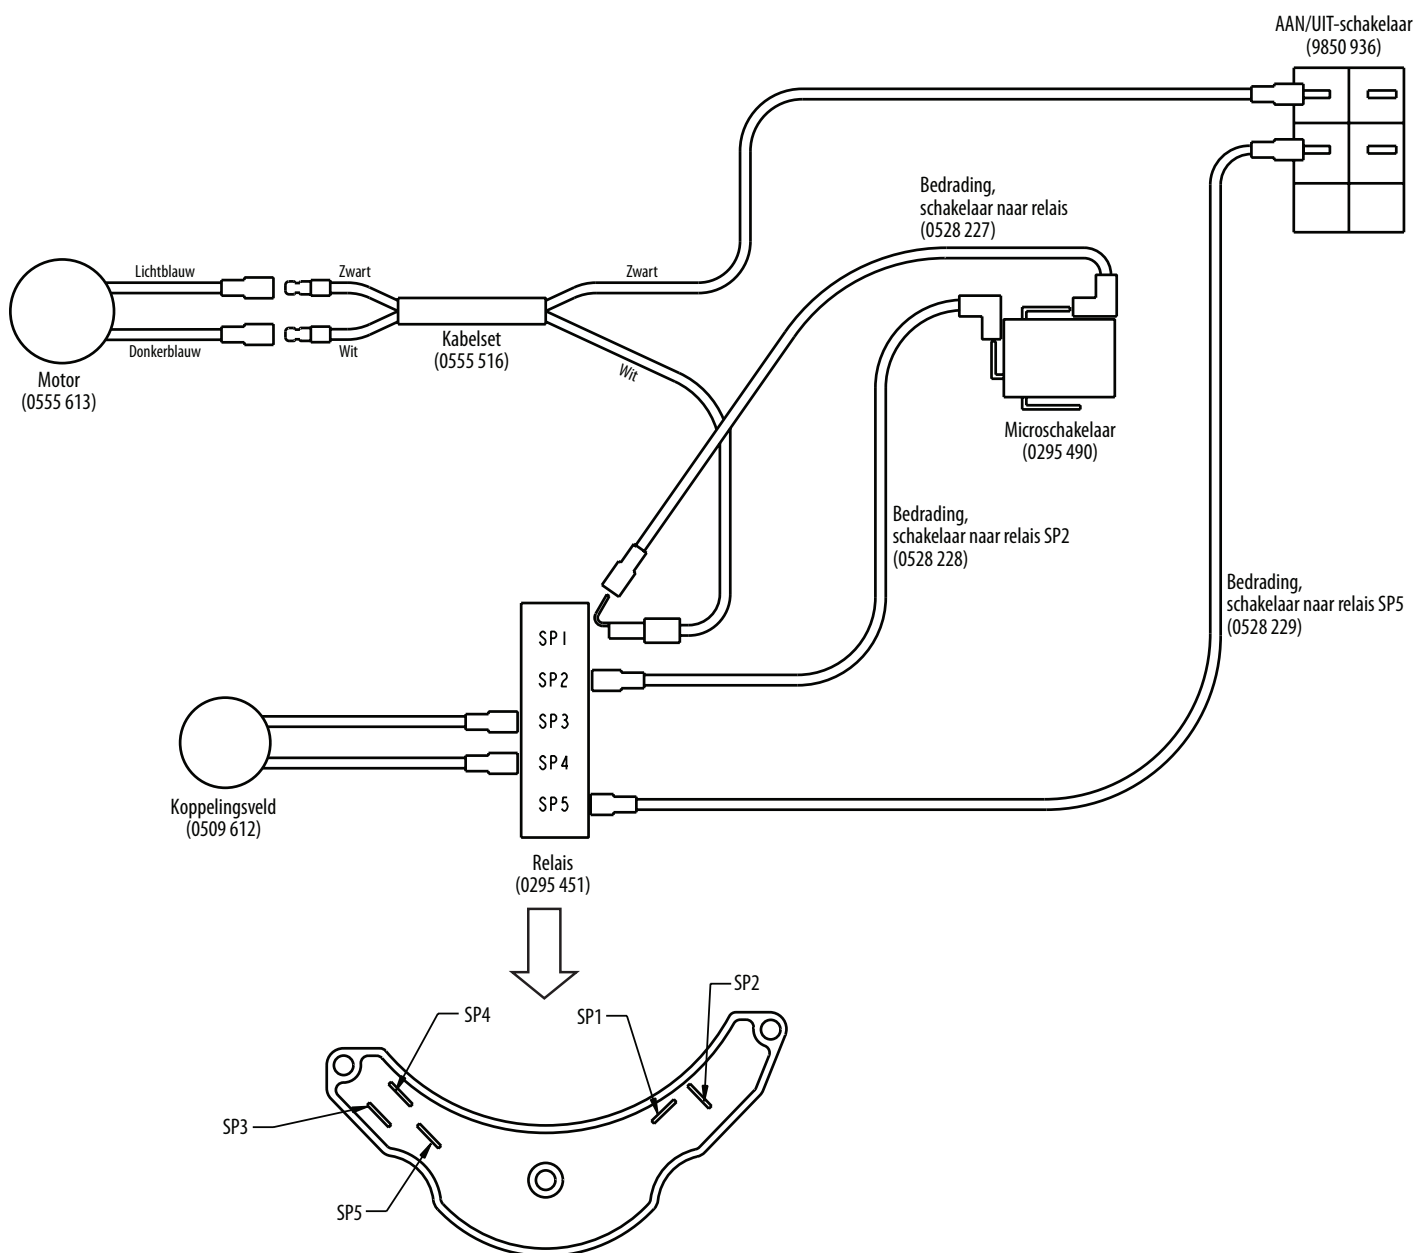 AAN/UIT-schakelaar
(9850 936)
Bedrading,
schakelaar naar relais
(0528 227)
Lichtblauw
Zwart
Zwart
Donkerblauw
Wit
Kabelset
(0555 516)
Wit
Motor
(0555 613)
Microschakelaar
(0295 490)
Bedrading,
schakelaar naar relais SP2
(0528 228)
Bedrading,
schakelaar naar relais SP5
(0528 229)
SP1
SP2
SP3
SP4
SP5
Koppelingsveld
(0509 612)
Relais
(0295 451)
SP2
SP4
SP1
SP3
SP5